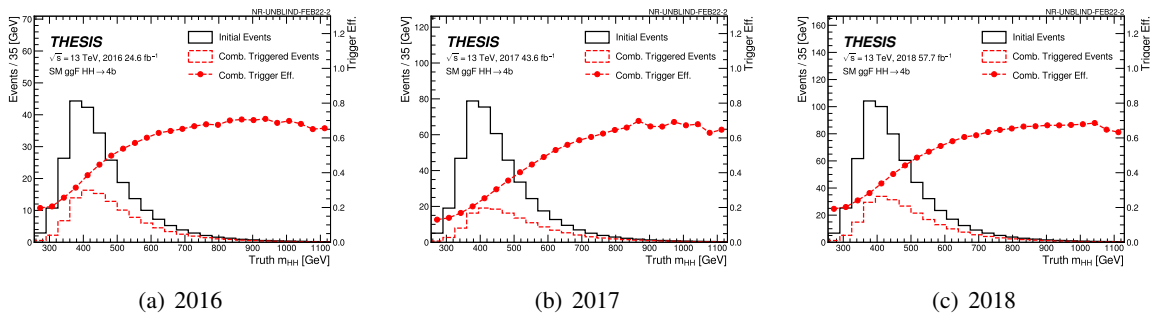 NR-UNBLIND-FEB22-2
Events / 35 [GeV]
Trigger Eff.
THESIS
√s = 13 TeV, 2016 24.6 fb⁻¹
SM ggF HH → 4b
Initial Events
Comb. Triggered Events
Comb. Trigger Eff.
70
60
50
40
30
20
10
0
1.2
1.0
0.8
0.6
0.4
0.2
0.0
300 400 500 600 700 800 900 1000 1100
Truth m_HH [GeV]
(a) 2016
NR-UNBLIND-FEB22-2
Events / 35 [GeV]
Trigger Eff.
THESIS
√s = 13 TeV, 2017 43.6 fb⁻¹
SM ggF HH → 4b
Initial Events
Comb. Triggered Events
Comb. Trigger Eff.
120
100
80
60
40
20
0
1.2
1.0
0.8
0.6
0.4
0.2
0.0
300 400 500 600 700 800 900 1000 1100
Truth m_HH [GeV]
(b) 2017
NR-UNBLIND-FEB22-2
Events / 35 [GeV]
Trigger Eff.
THESIS
√s = 13 TeV, 2018 57.7 fb⁻¹
SM ggF HH → 4b
Initial Events
Comb. Triggered Events
Comb. Trigger Eff.
160
140
120
100
80
60
40
20
0
1.2
1.0
0.8
0.6
0.4
0.2
0.0
300 400 500 600 700 800 900 1000 1100
Truth m_HH [GeV]
(c) 2018